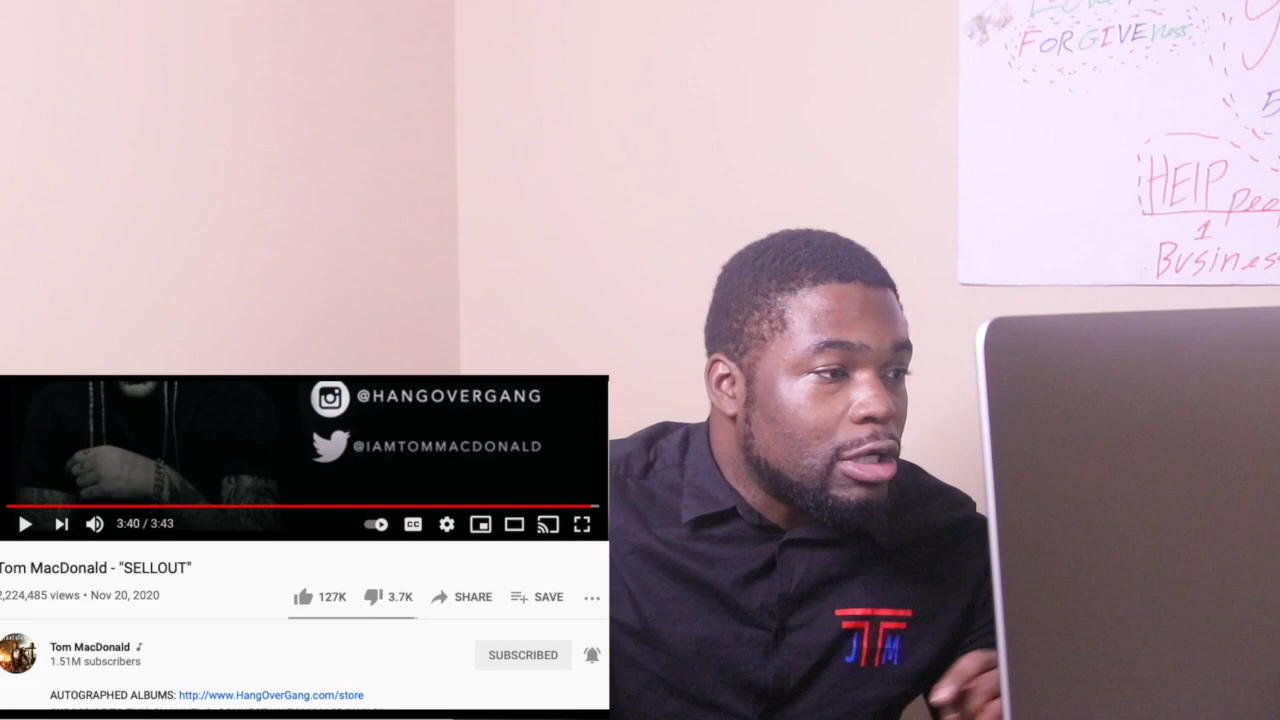 FORGIVEness
HElP
1
Business
@HANGOVERGANG
@IAMTOMMACDONALD
3:40 / 3:43
CC
Tom MacDonald - "SELLOUT"
2,224,485 views • Nov 20, 2020
127K 3.7K SHARE SAVE
Tom MacDonald
1.51M subscribers
SUBSCRIBED
AUTOGRAPHED ALBUMS: http://www.HangOverGang.com/store
JTM